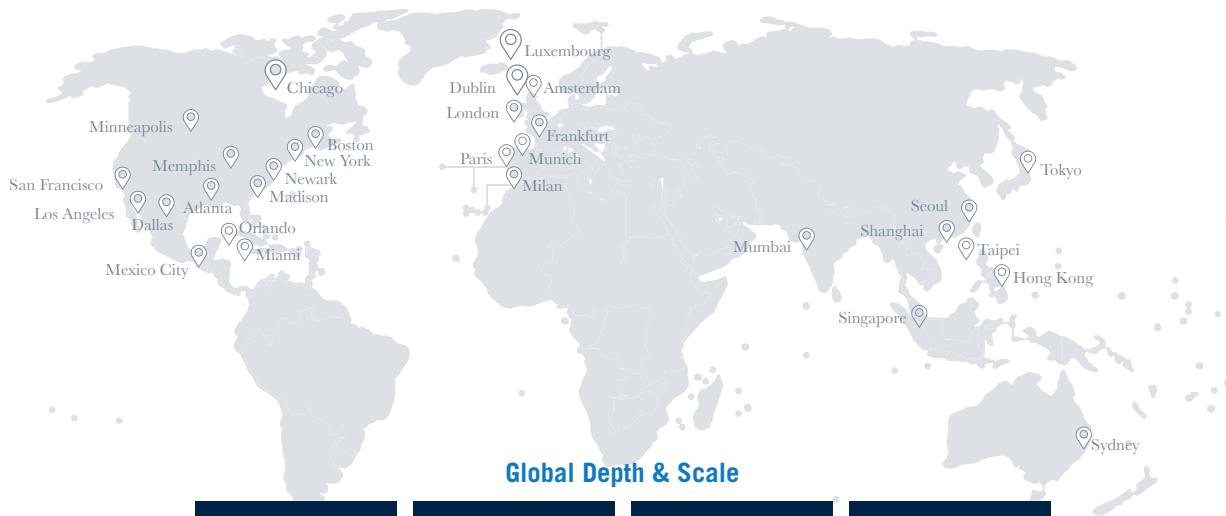 Luxembourg
Dublin
Amsterdam
Chicago
London
Minneapolis
Frankfurt
Boston
New York
Paris
Munich
Memphis
Tokyo
Newark
San Francisco
Milan
Madison
Los Angeles
Atlanta
Dallas
Seoul
Orlando
Shanghai
Mumbai
Taipei
Miami
Mexico City
Hong Kong
Singapore
Sydney
Global Depth & Scale